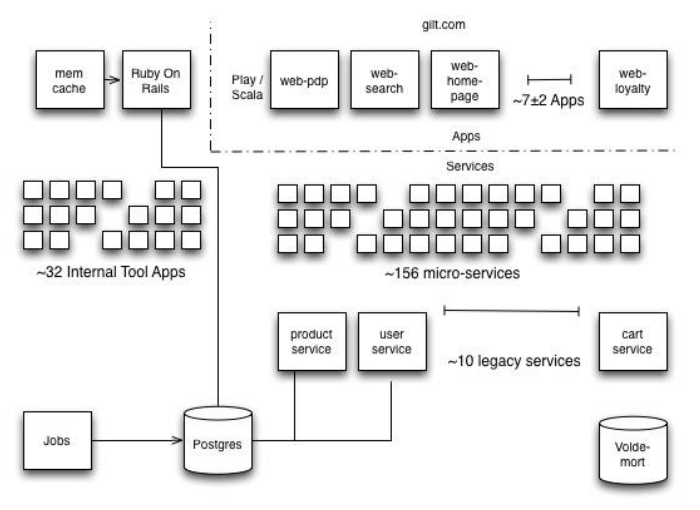 gilt.com
mem
cache
Ruby On
Rails
Play /
Scala
web-pdp
web-
search
web-
home-
page
~7±2 Apps
web-
loyalty
Apps
Services
~32 Internal Tool Apps
~156 micro-services
product
service
user
service
~10 legacy services
cart
service
Jobs
Postgres
Volde-
mort